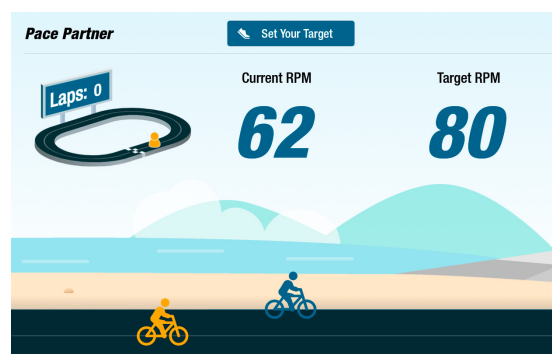 Pace Partner
Set Your Target
Laps: 0
Current RPM
Target RPM
62
80